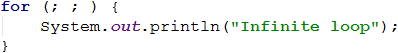 for (; ; ) {
    System.out.println("Infinite loop");
}